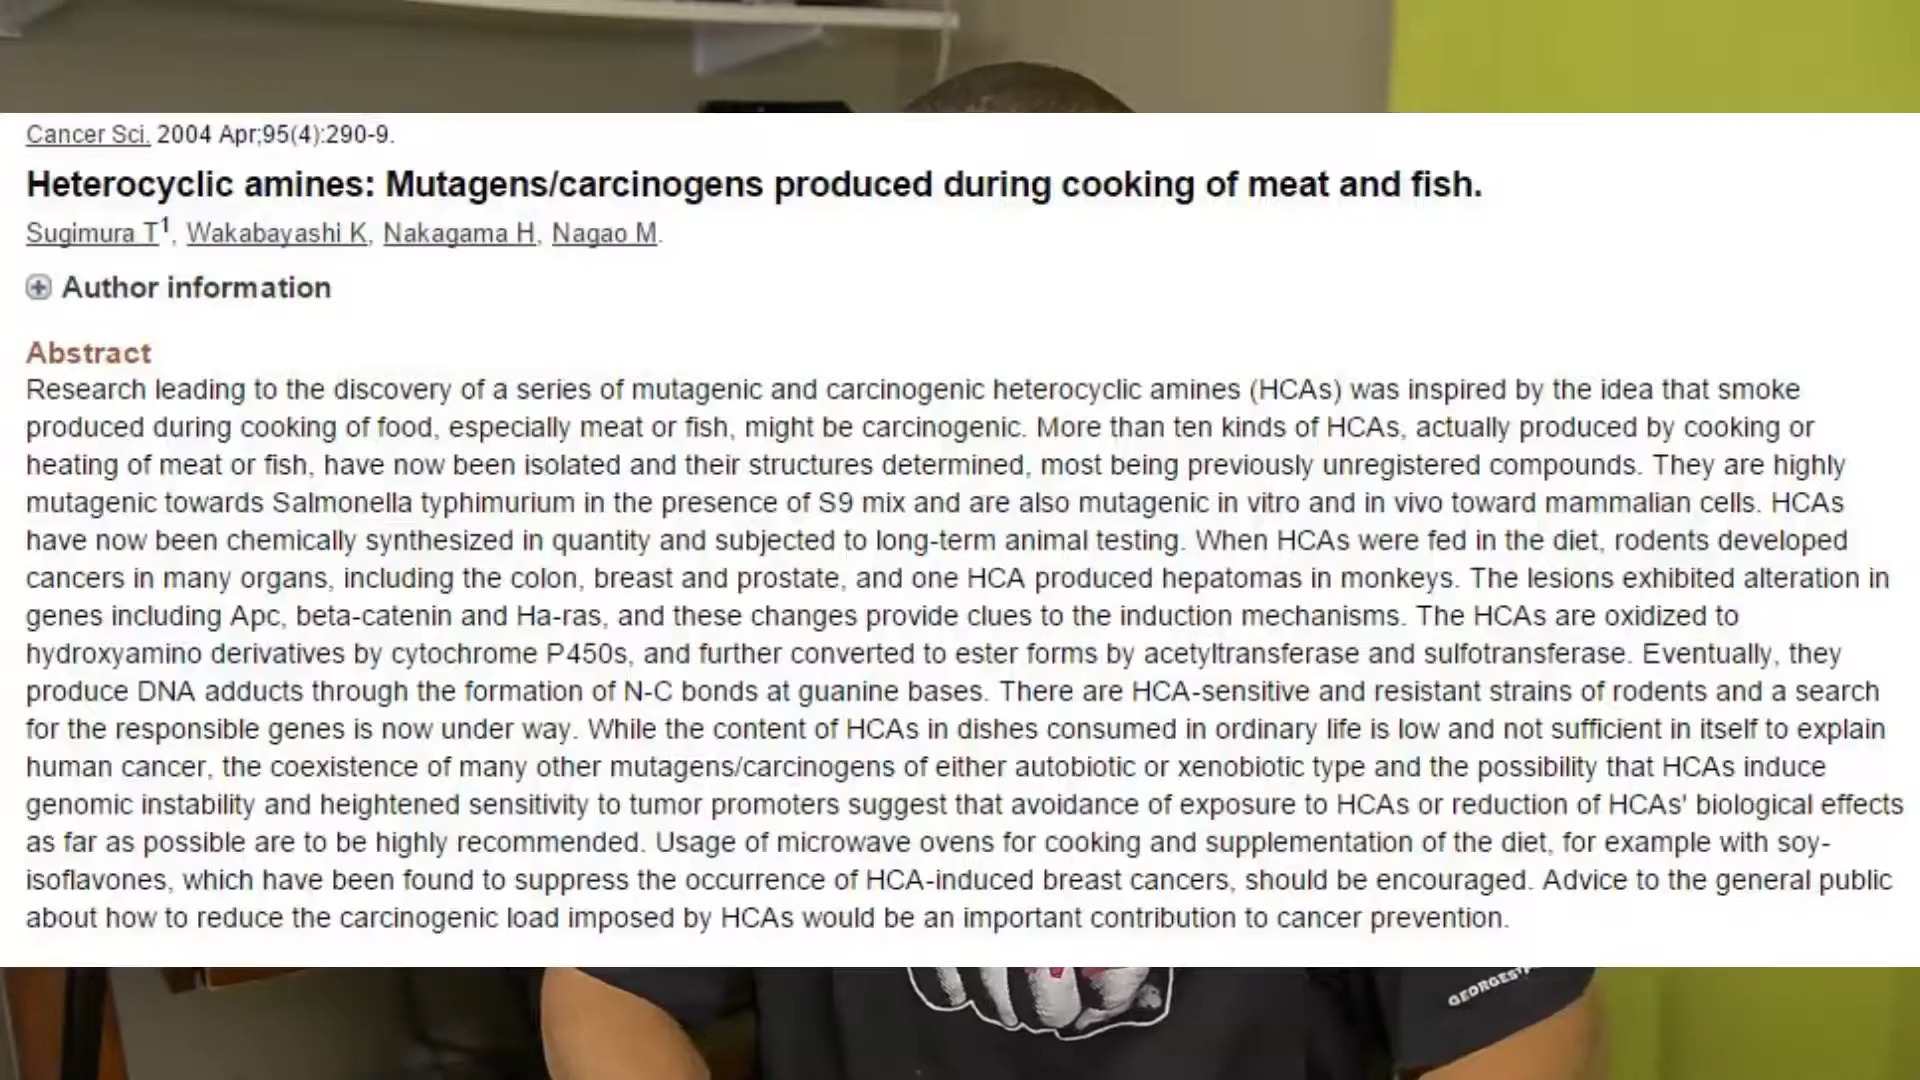 Cancer Sci. 2004 Apr;95(4):290-9.
Heterocyclic amines: Mutagens/carcinogens produced during cooking of meat and fish.
Sugimura T1, Wakabayashi K, Nakagama H, Nagao M.
Author information
Abstract
Research leading to the discovery of a series of mutagenic and carcinogenic heterocyclic amines (HCAs) was inspired by the idea that smoke
produced during cooking of food, especially meat or fish, might be carcinogenic. More than ten kinds of HCAs, actually produced by cooking or
heating of meat or fish, have now been isolated and their structures determined, most being previously unregistered compounds. They are highly
mutagenic towards Salmonella typhimurium in the presence of S9 mix and are also mutagenic in vitro and in vivo toward mammalian cells. HCAs
have now been chemically synthesized in quantity and subjected to long-term animal testing. When HCAs were fed in the diet, rodents developed
cancers in many organs, including the colon, breast and prostate, and one HCA produced hepatomas in monkeys. The lesions exhibited alteration in
genes including Apc, beta-catenin and Ha-ras, and these changes provide clues to the induction mechanisms. The HCAs are oxidized to
hydroxyamino derivatives by cytochrome P450s, and further converted to ester forms by acetyltransferase and sulfotransferase. Eventually, they
produce DNA adducts through the formation of N-C bonds at guanine bases. There are HCA-sensitive and resistant strains of rodents and a search
for the responsible genes is now under way. While the content of HCAs in dishes consumed in ordinary life is low and not sufficient in itself to explain
human cancer, the coexistence of many other mutagens/carcinogens of either autobiotic or xenobiotic type and the possibility that HCAs induce
genomic instability and heightened sensitivity to tumor promoters suggest that avoidance of exposure to HCAs or reduction of HCAs' biological effects
as far as possible are to be highly recommended. Usage of microwave ovens for cooking and supplementation of the diet, for example with soy-
isoflavones, which have been found to suppress the occurrence of HCA-induced breast cancers, should be encouraged. Advice to the general public
about how to reduce the carcinogenic load imposed by HCAs would be an important contribution to cancer prevention.